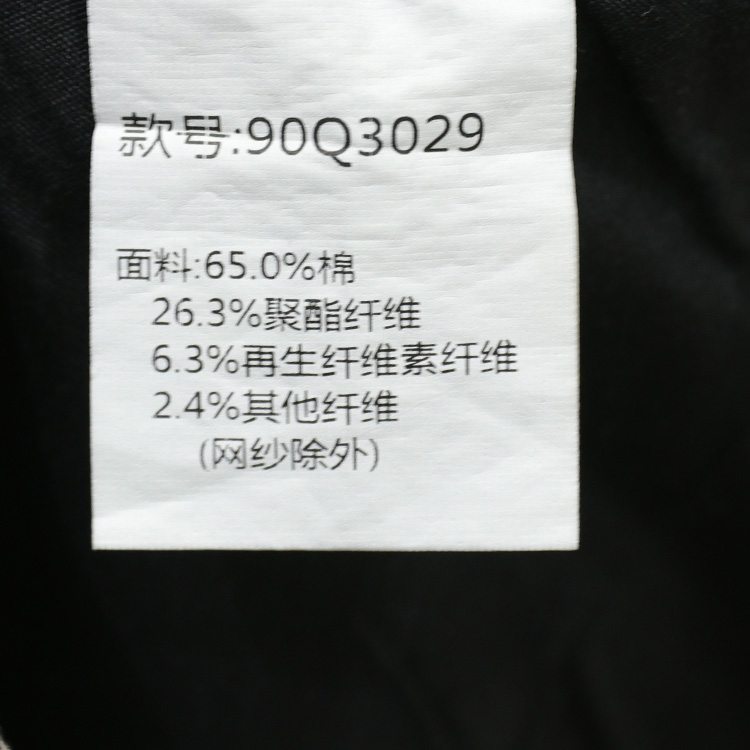 款号:90Q3029
面料:65.0%棉
26.3%聚酯纤维
6.3%再生纤维素纤维
2.4%其他纤维
(网纱除外)